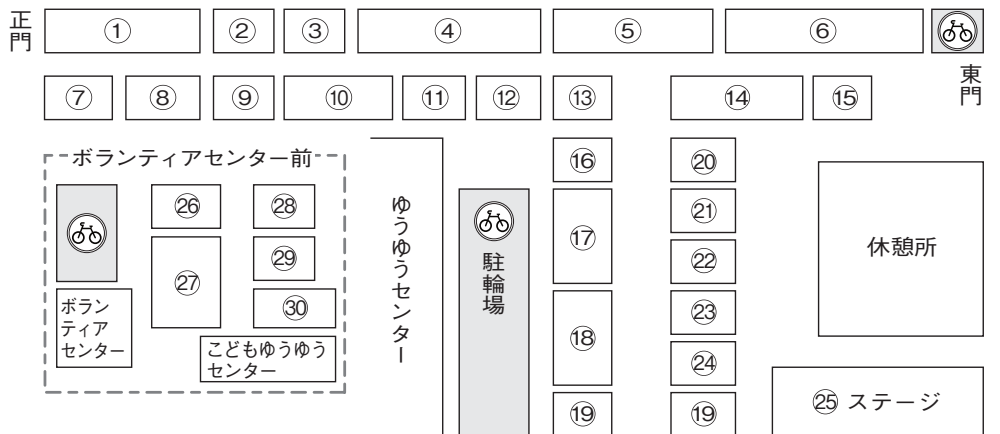 正門
①
②
③
④
⑤
⑥
東門
⑦
⑧
⑨
⑩
⑪
⑫
⑬
⑭
⑮
ボランティアセンター前
㉖
㉗
㉘
㉙
㉚
ボラン
ティア
センター
こどもゆうゆう
センター
ゆうゆうセンター
駐輪場
⑯
⑰
⑱
⑲
⑳
㉑
㉒
㉓
㉔
⑲
休憩所
㉕ ステージ